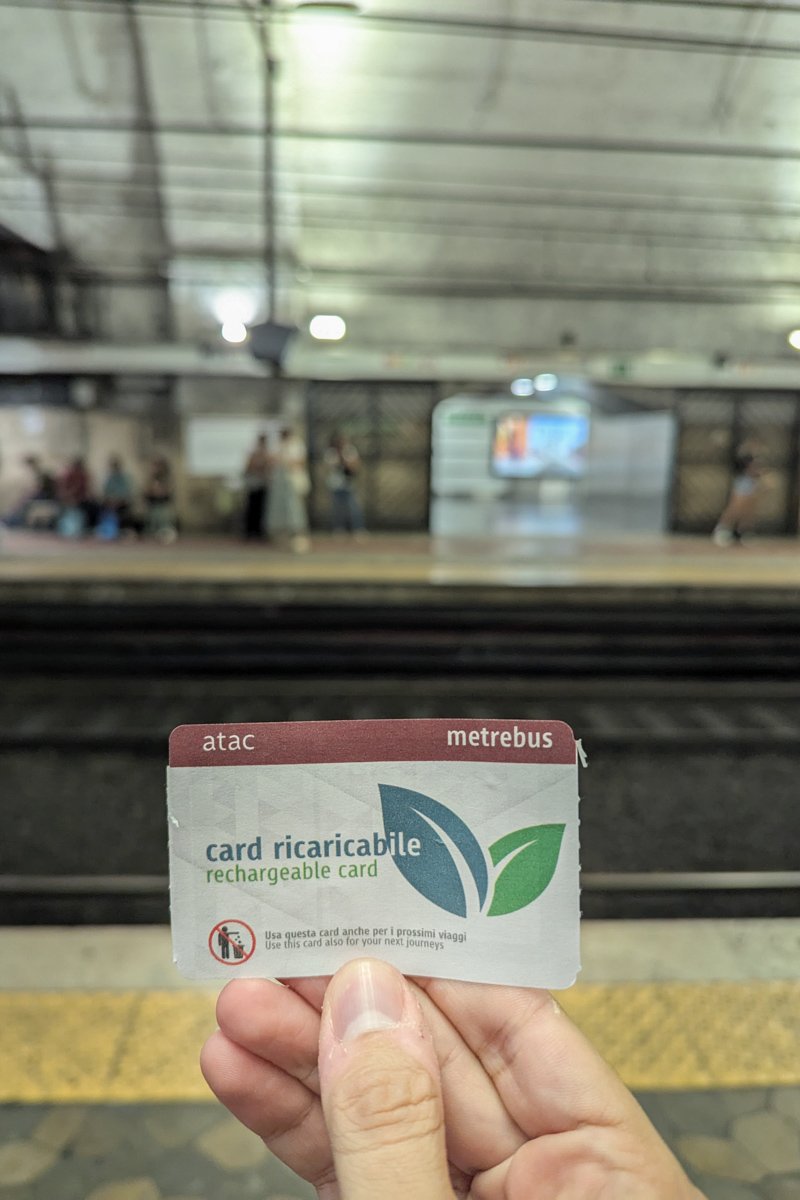 atac metrebus
card ricaricabile
rechargeable card
Usa questa card anche per i prossimi viaggi
Use this card also for your next journeys